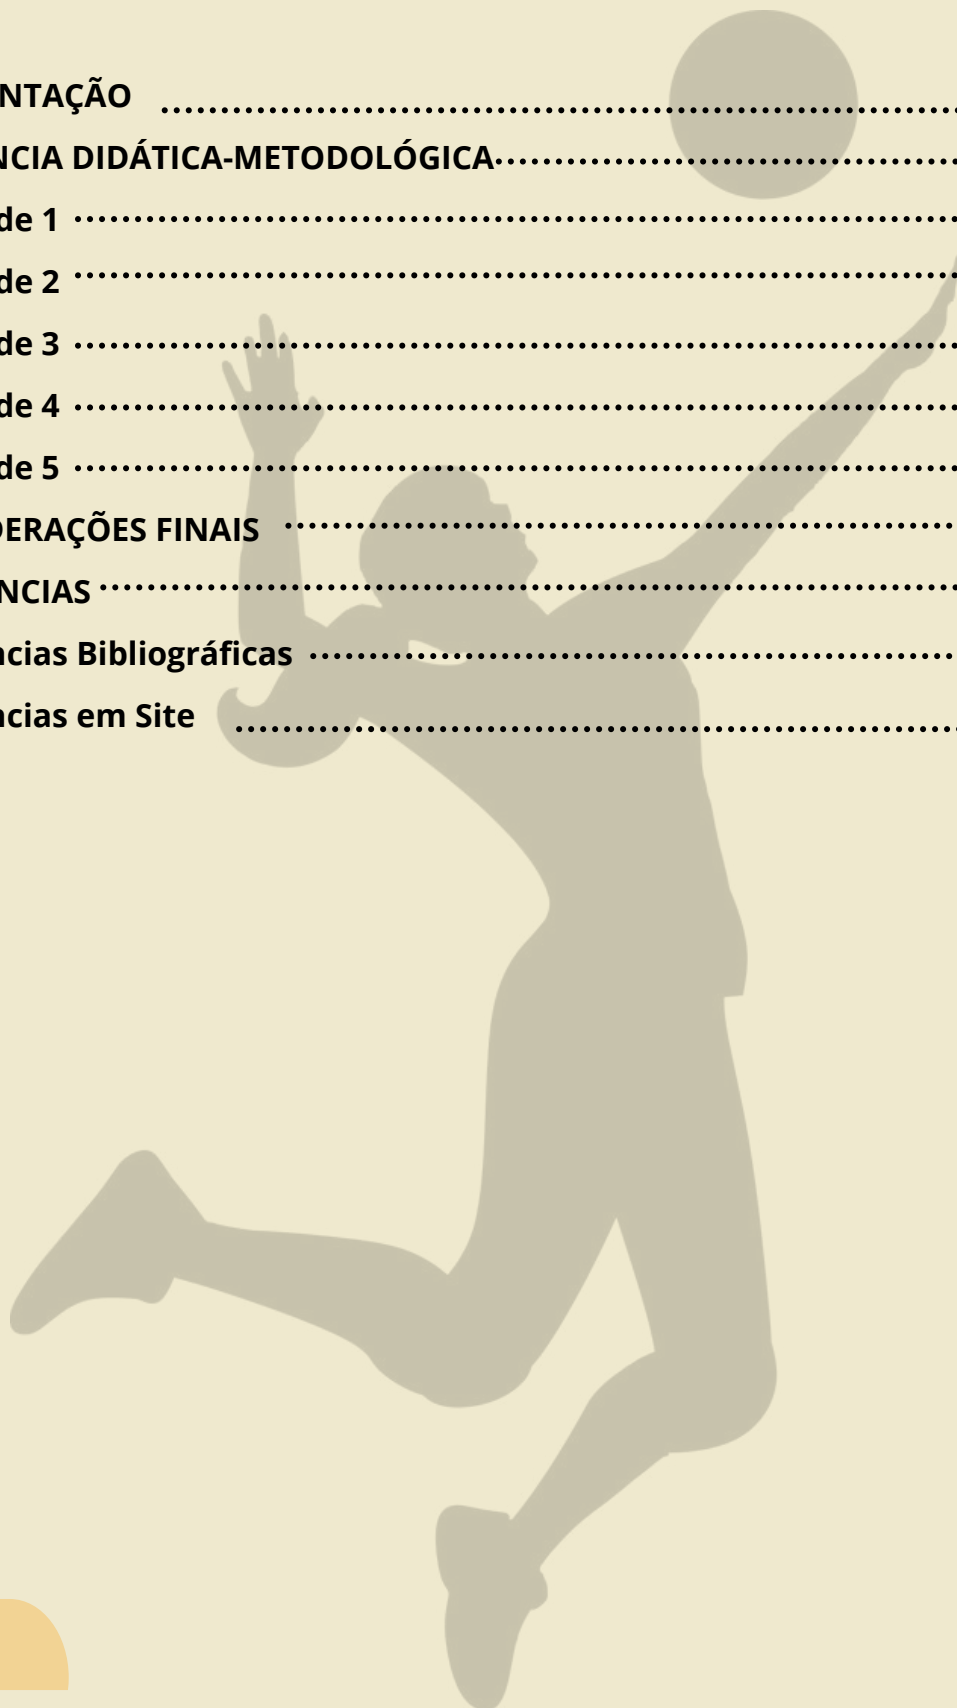 NTAÇÃO
NCIA DIDÁTICA-METODOLÓGICA
de 1
de 2
de 3
de 4
de 5
DERAÇÕES FINAIS
NCIAS
ncias Bibliográficas
ncias em Site